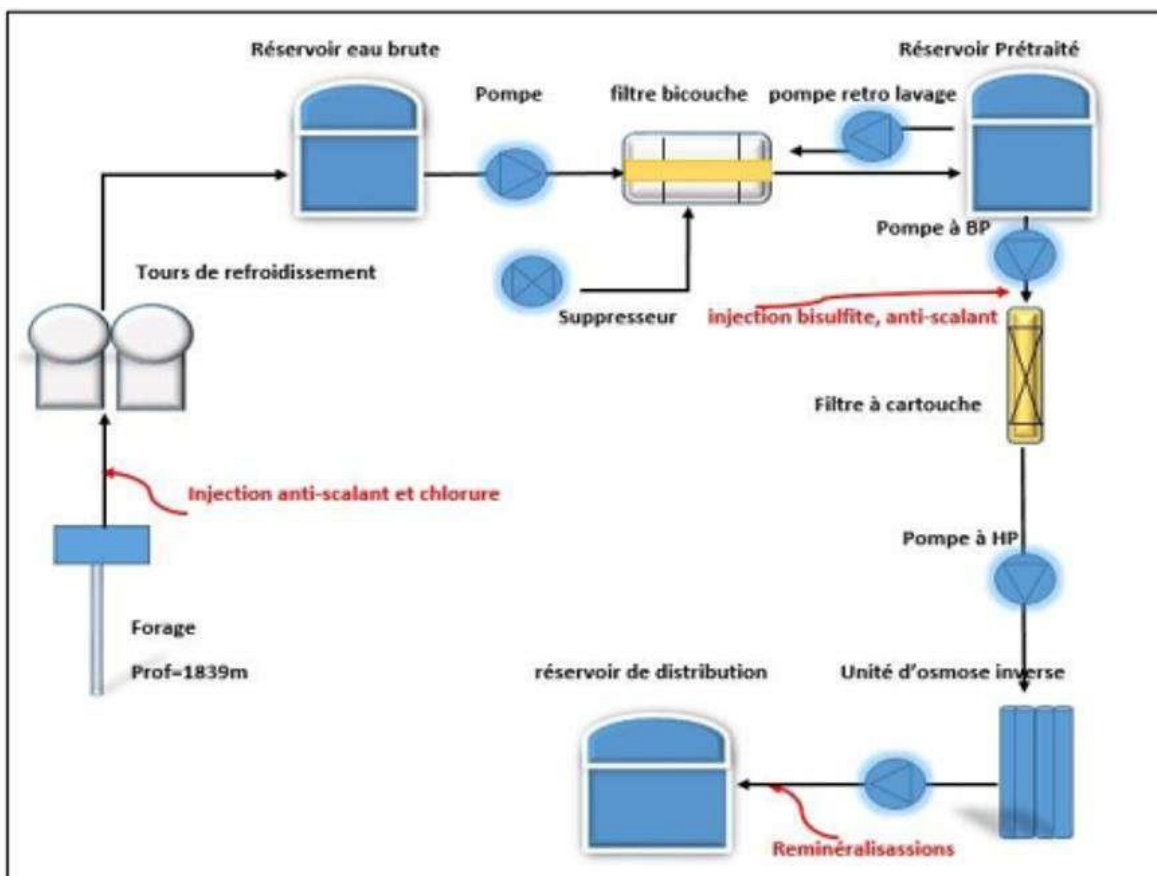 Réservoir eau brute
Réservoir Prétraité
Pompe
filtre bicouche
pompe retro lavage
Pompe à BP
Tours de refroidissement
Suppresseur
injection bisulfite, anti-scalant
Filtre à cartouche
Injection anti-scalant et chlorure
Pompe à HP
Forage
Prof=1839m
réservoir de distribution
Unité d'osmose inverse
Reminéralisassions